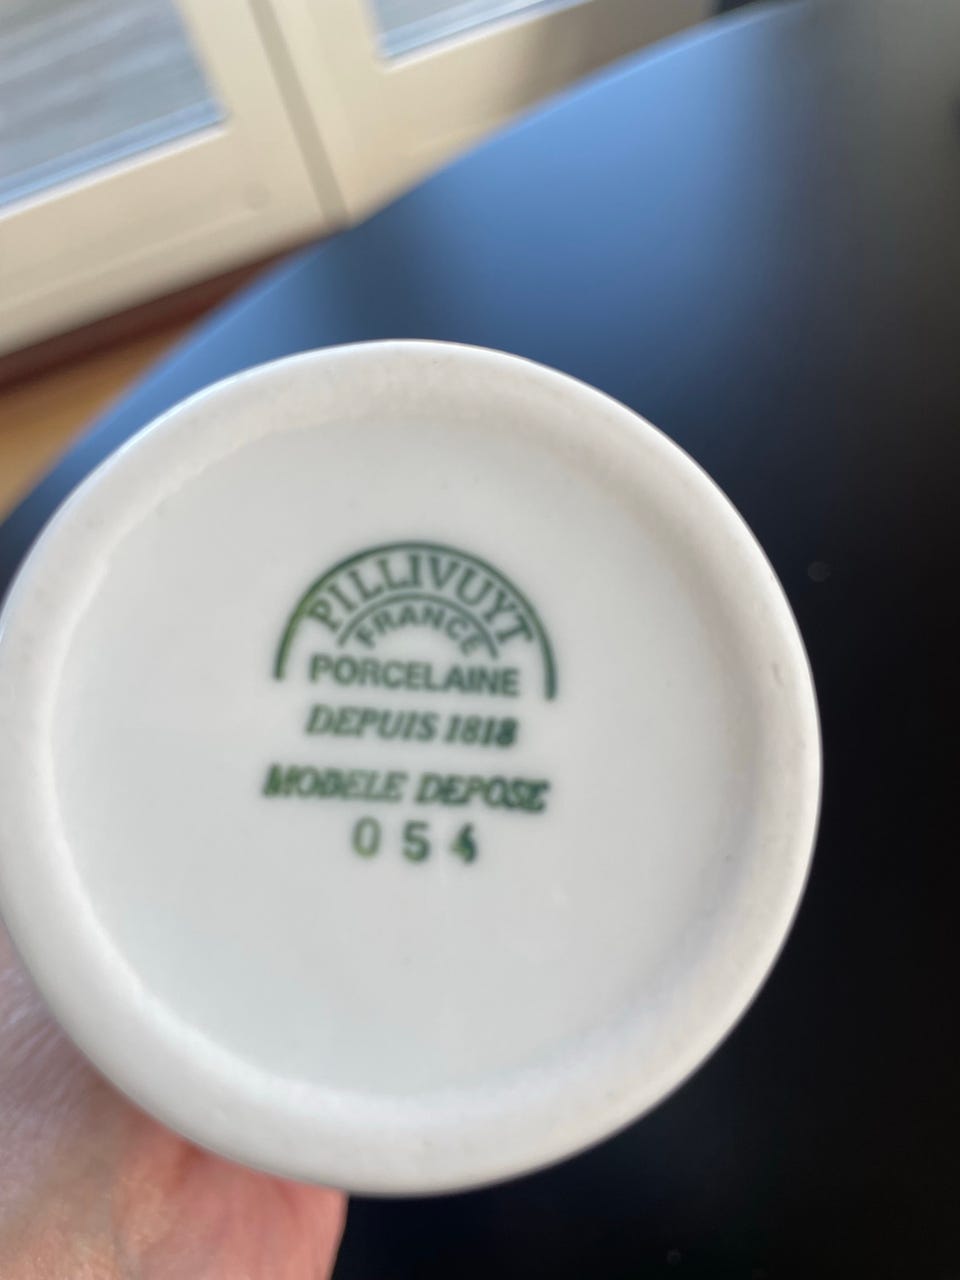 PILLIVUYT
FRANCE
PORCELAINE
DEPUIS 1818
MODELE DEPOSE
054